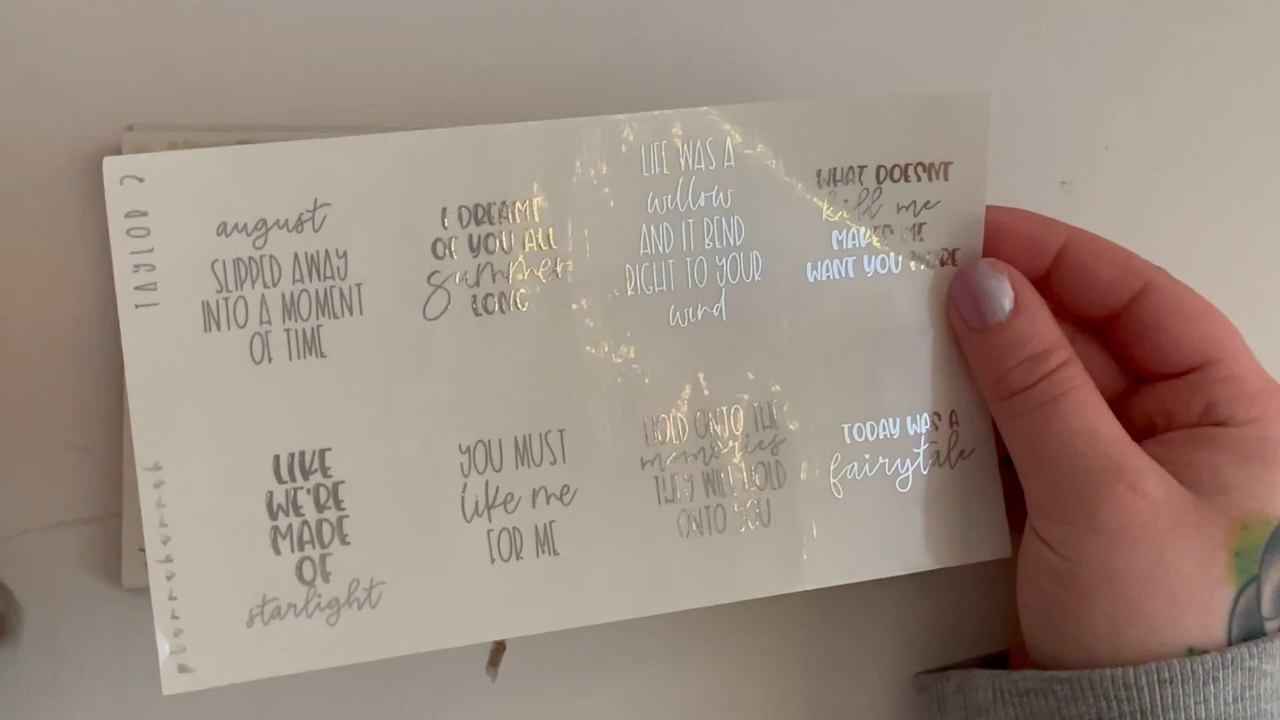 TAYLOR 2
august
SLIPPED AWAY
INTO A MOMENT
OF TIME
I DREAMT
OF YOU ALL
summer
LONG
LIFE WAS A
willow
AND IT BEND
RIGHT TO YOUR
wind
WHAT DOESNT
kill me
MAKES ME
WANT YOU MORE
LIKE
WE'RE
MADE
OF
starlight
YOU MUST
like me
FOR ME
HOLD ONTO THE
memories
THEY WILL HOLD
ONTO YOU
TODAY WAS A
fairytale